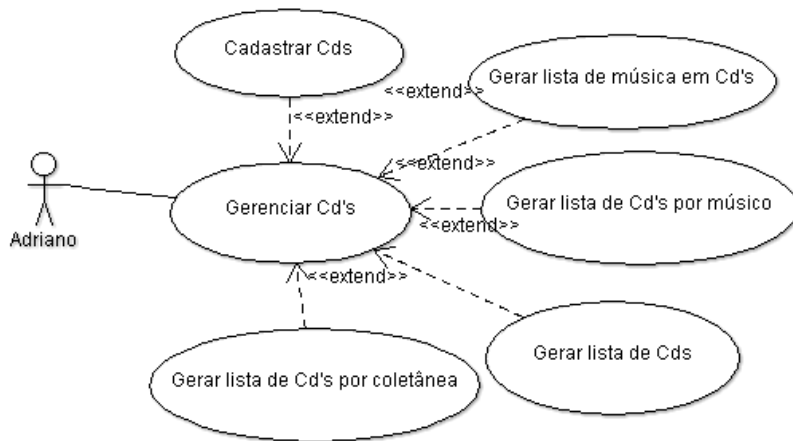 Cadastrar Cds
Gerar lista de música em Cd's
<<extend>>
<<extend>>
<<extend>>
Gerenciar Cd's
Gerar lista de Cd's por músico
<<extend>>
Adriano
<<extend>>
Gerar lista de Cds
Gerar lista de Cd's por coletânea